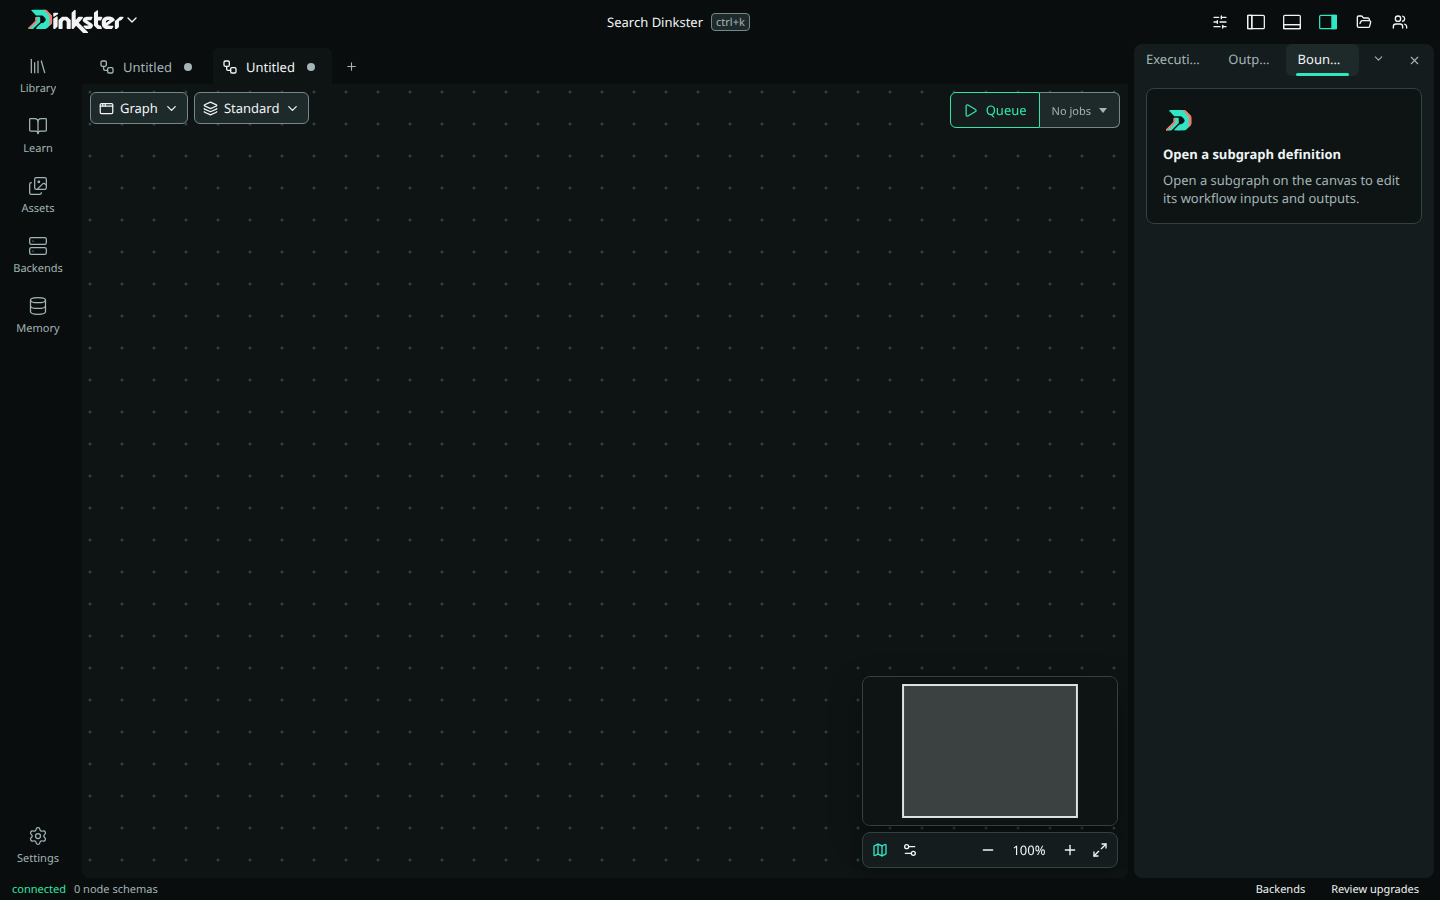 Dinkster
Search Dinkster ctrl+k
Library
Learn
Assets
Backends
Memory
Settings
Untitled
Untitled
Graph
Standard
Queue
No jobs
Executi...
Outp...
Boun...
Open a subgraph definition
Open a subgraph on the canvas to edit
its workflow inputs and outputs.
100%
connected 0 node schemas
Backends
Review upgrades